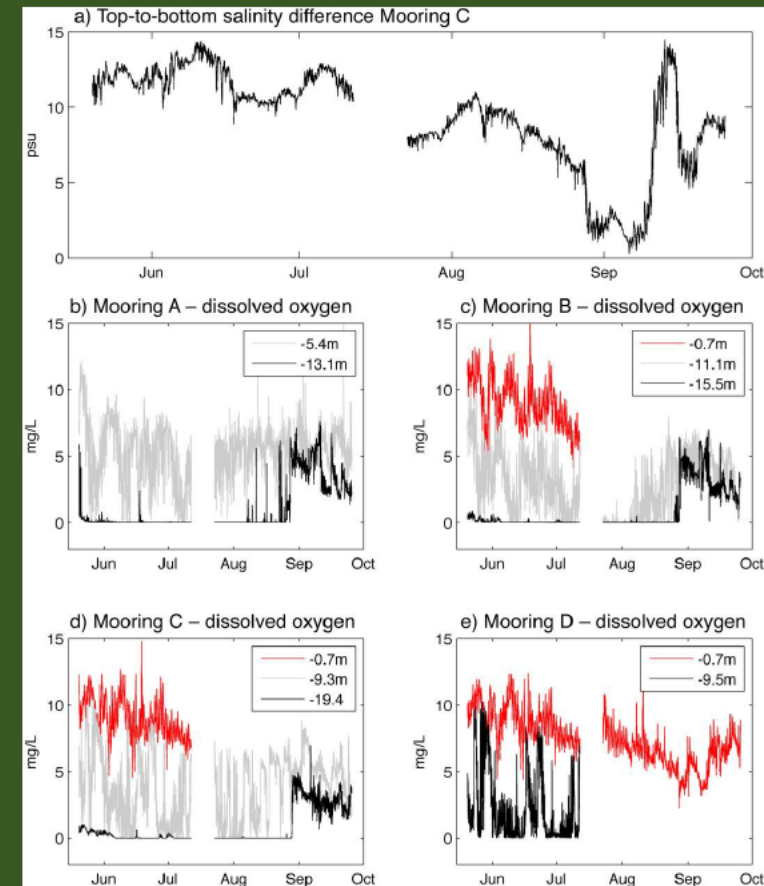 a) Top-to-bottom salinity difference Mooring C
15
10
5
0
psu
Jun Jul Aug Sep Oct
b) Mooring A – dissolved oxygen
15
10
5
0
mg/L
-5.4m
-13.1m
Jun Jul Aug Sep Oct
c) Mooring B – dissolved oxygen
15
10
5
0
mg/L
-0.7m
-11.1m
-15.5m
Jun Jul Aug Sep Oct
d) Mooring C – dissolved oxygen
15
10
5
0
mg/L
-0.7m
-9.3m
-19.4
Jun Jul Aug Sep Oct
e) Mooring D – dissolved oxygen
15
10
5
0
mg/L
-0.7m
-9.5m
Jun Jul Aug Sep Oct